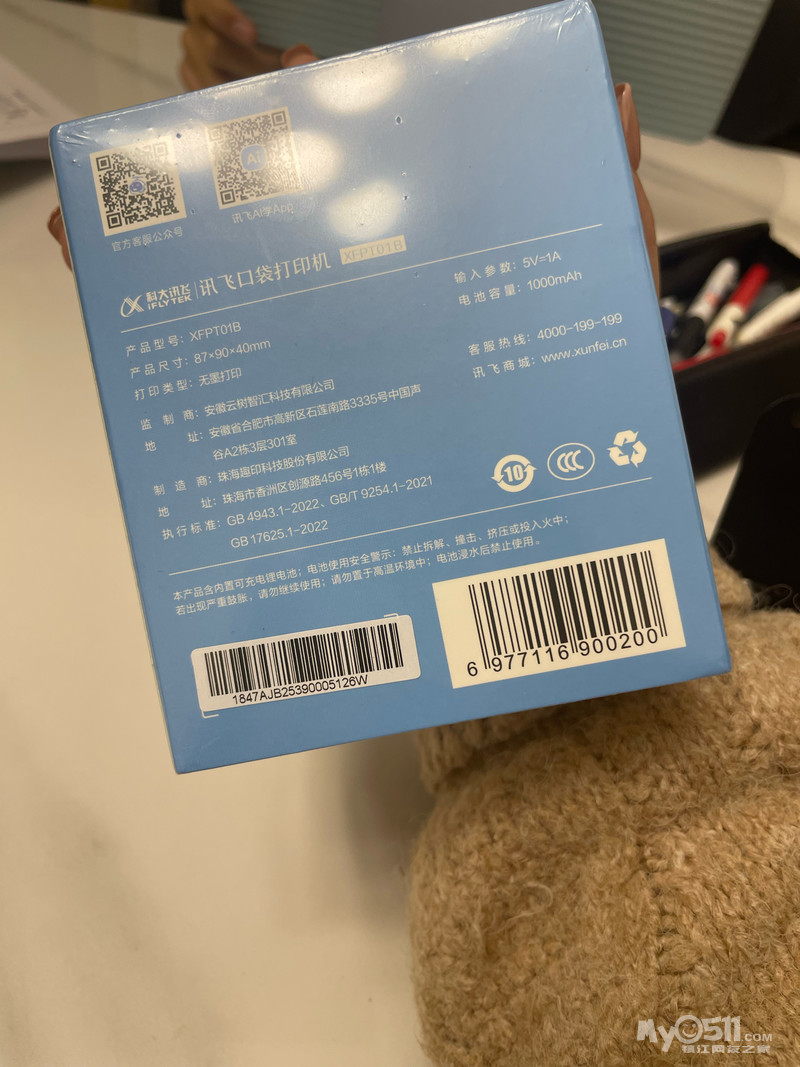 AI
官方客服公众号
讯飞AI学App
科大讯飞
iFLYTEK
讯飞口袋打印机 XFPT01B
产品型号：XFPT01B
产品尺寸：87×90×40mm
打印类型：无墨打印
输入参数：5V⎓1A
电池容量：1000mAh
客服热线：4000-199-199
讯飞商城：www.xunfei.cn
监 制 商：安徽云树智汇科技有限公司
地 址：安徽省合肥市高新区石莲南路3335号中国声
谷A2栋3层301室
制 造 商：珠海趣印科技股份有限公司
地 址：珠海市香洲区创源路456号1栋1楼
执行标准：GB 4943.1-2022、GB/T 9254.1-2021
GB 17625.1-2022
10
CCC
本产品含内置可充电锂电池；电池使用安全警示：禁止拆解、撞击、挤压或投入火中；
若出现严重鼓胀，请勿继续使用；请勿置于高温环境中；电池浸水后禁止使用。
1847AJB25390005126W
6 977116 900200
My0511.COM
镇江网友之家